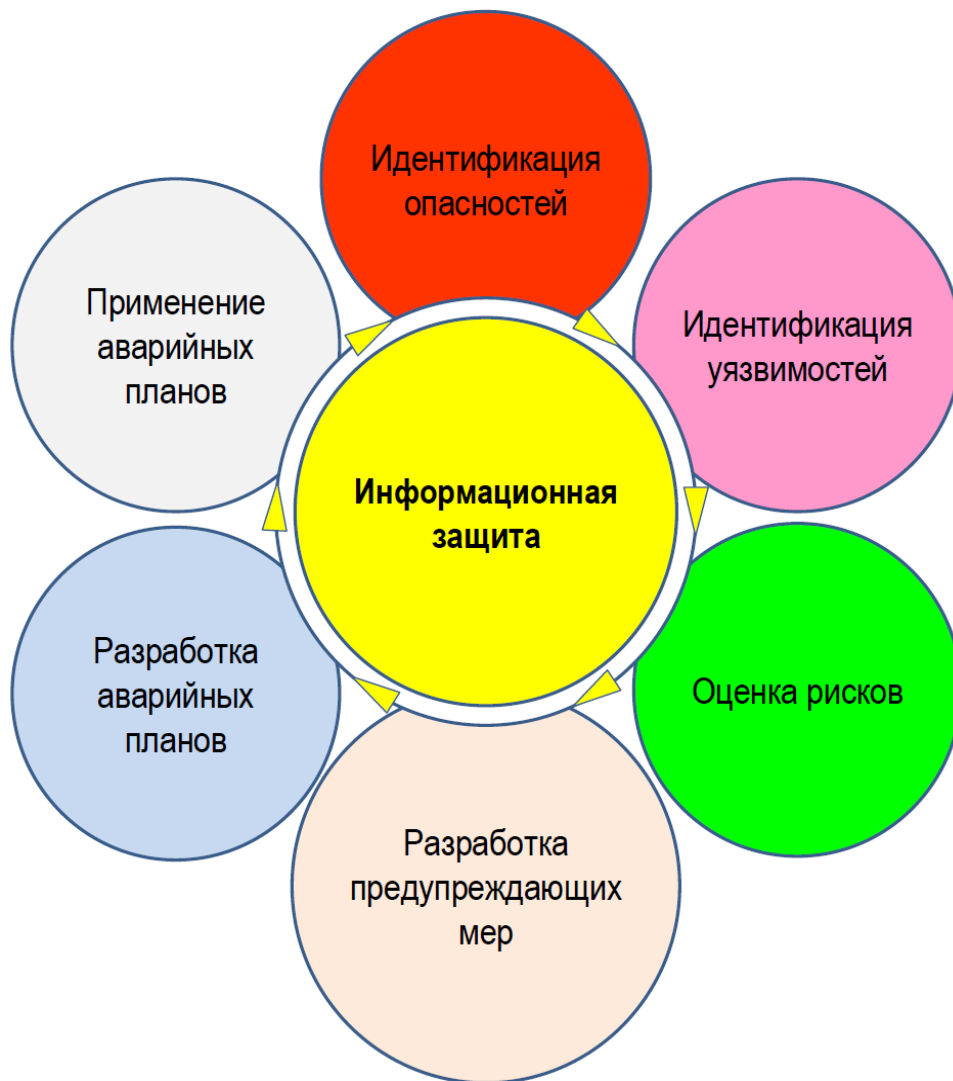 Идентификация
опасностей
Идентификация
уязвимостей
Оценка рисков
Разработка
предупреждающих
мер
Разработка
аварийных
планов
Применение
аварийных
планов
Информационная
защита